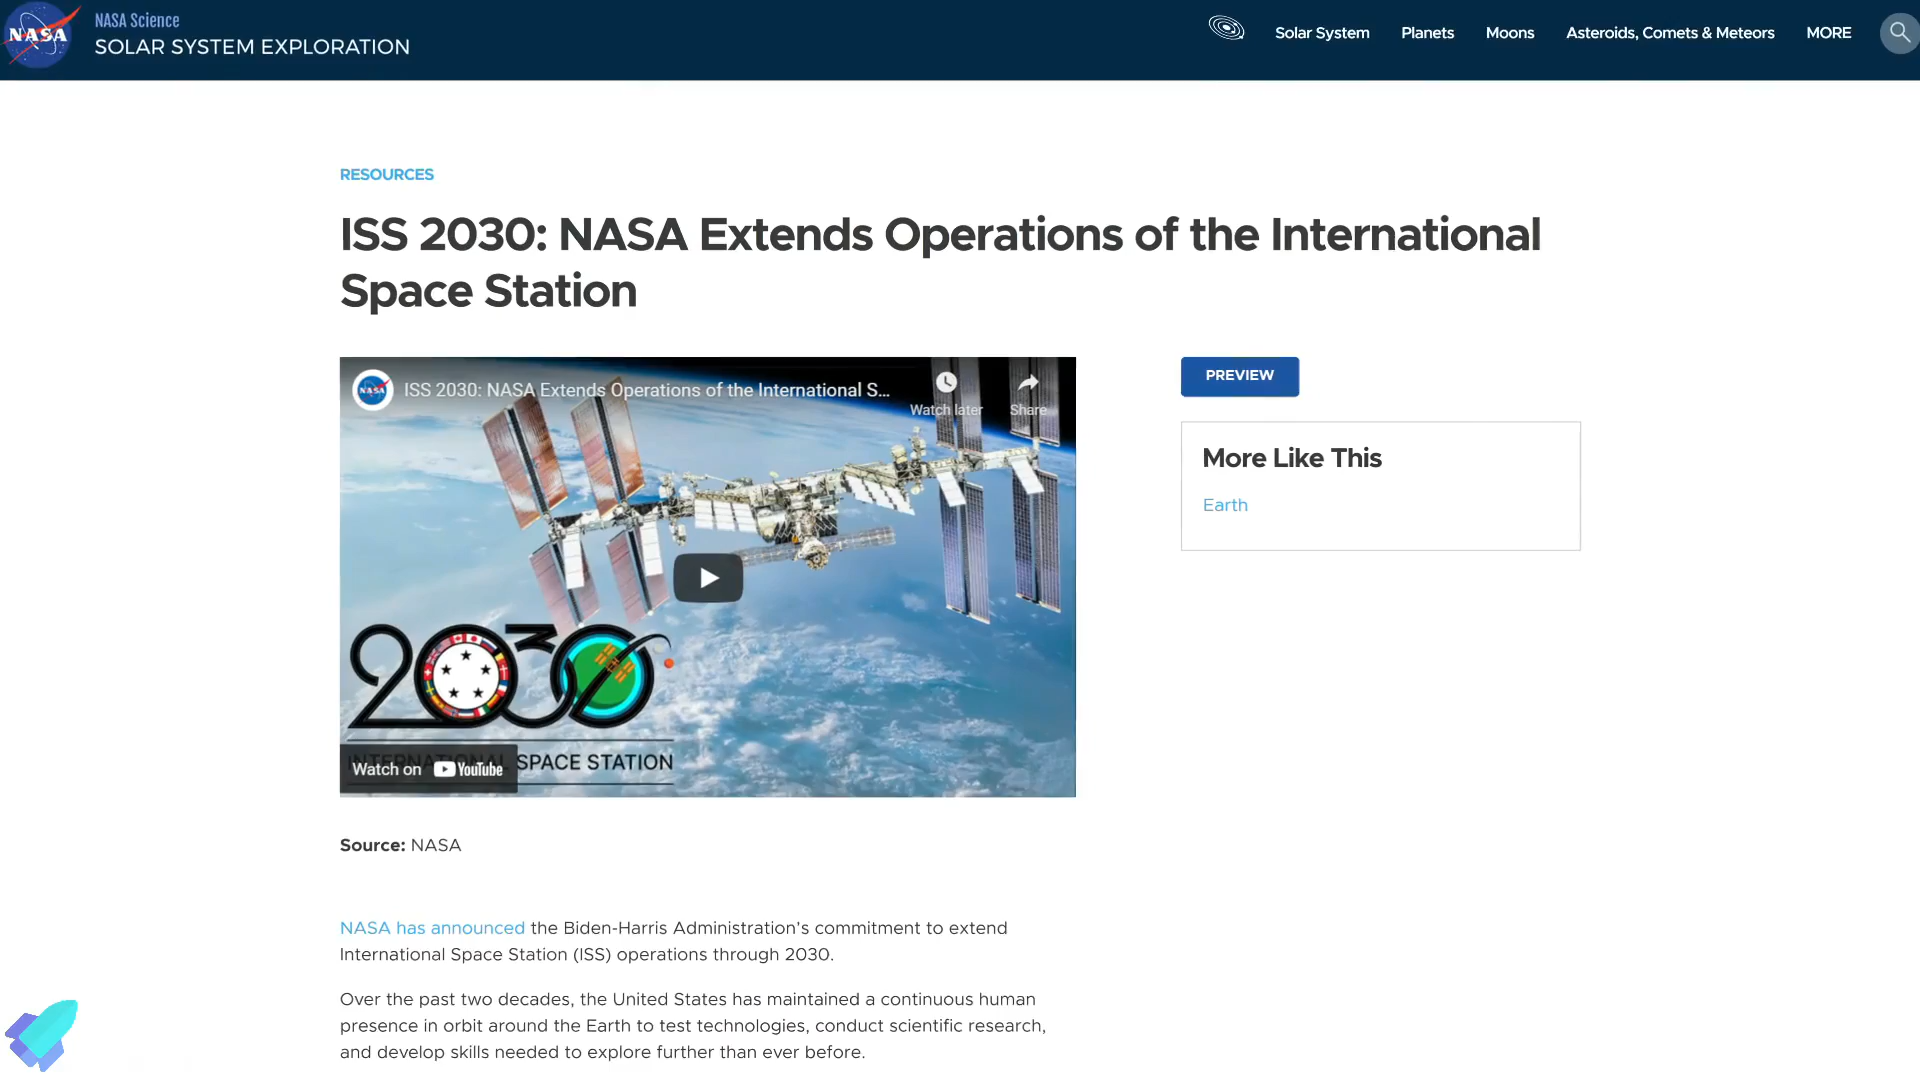 NASA
NASA Science
SOLAR SYSTEM EXPLORATION
Solar System
Planets
Moons
Asteroids, Comets & Meteors
MORE
RESOURCES
ISS 2030: NASA Extends Operations of the International
Space Station
NASA
ISS 2030: NASA Extends Operations of the International S...
Watch later
Share
2030
INTERNATIONAL SPACE STATION
Watch on YouTube
PREVIEW
More Like This
Earth
Source: NASA
NASA has announced the Biden-Harris Administration’s commitment to extend
International Space Station (ISS) operations through 2030.
Over the past two decades, the United States has maintained a continuous human
presence in orbit around the Earth to test technologies, conduct scientific research,
and develop skills needed to explore further than ever before.